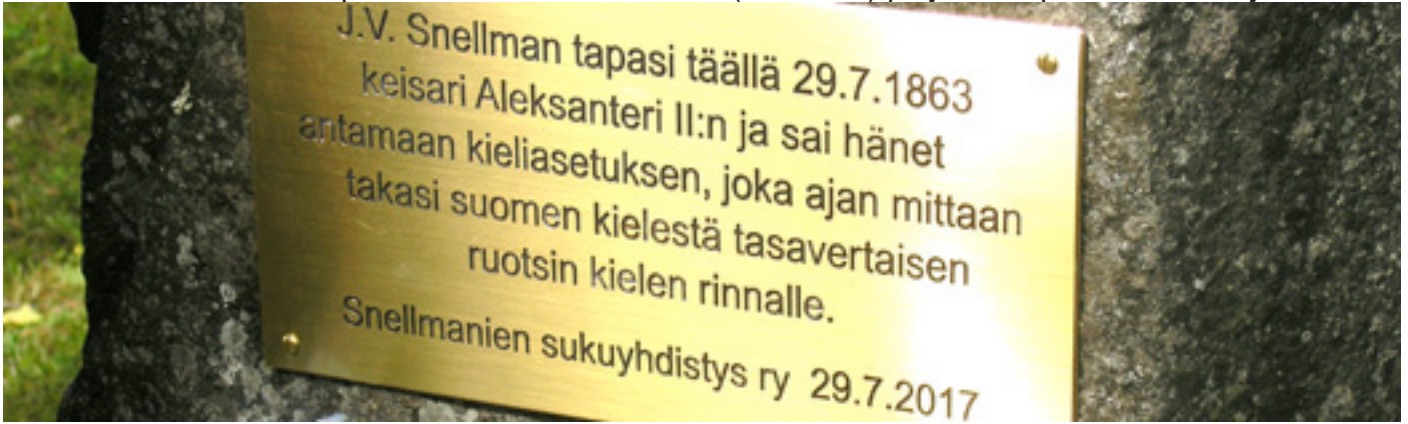 J.V. Snellman tapasi täällä 29.7.1863
keisari Aleksanteri II:n ja sai hänet
antamaan kieliasetuksen, joka ajan mittaan
takasi suomen kielestä tasavertaisen
ruotsin kielen rinnalle.
Snellmanien sukuyhdistys ry 29.7.2017